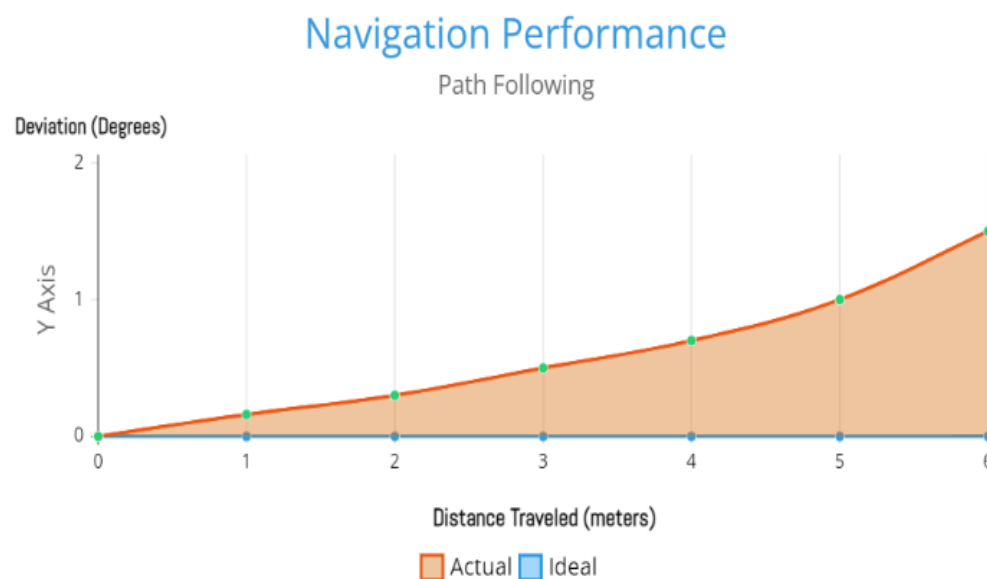 Navigation Performance
Path Following
Deviation (Degrees)
2
1
0
Y Axis
0 1 2 3 4 5 6
Distance Traveled (meters)
Actual Ideal